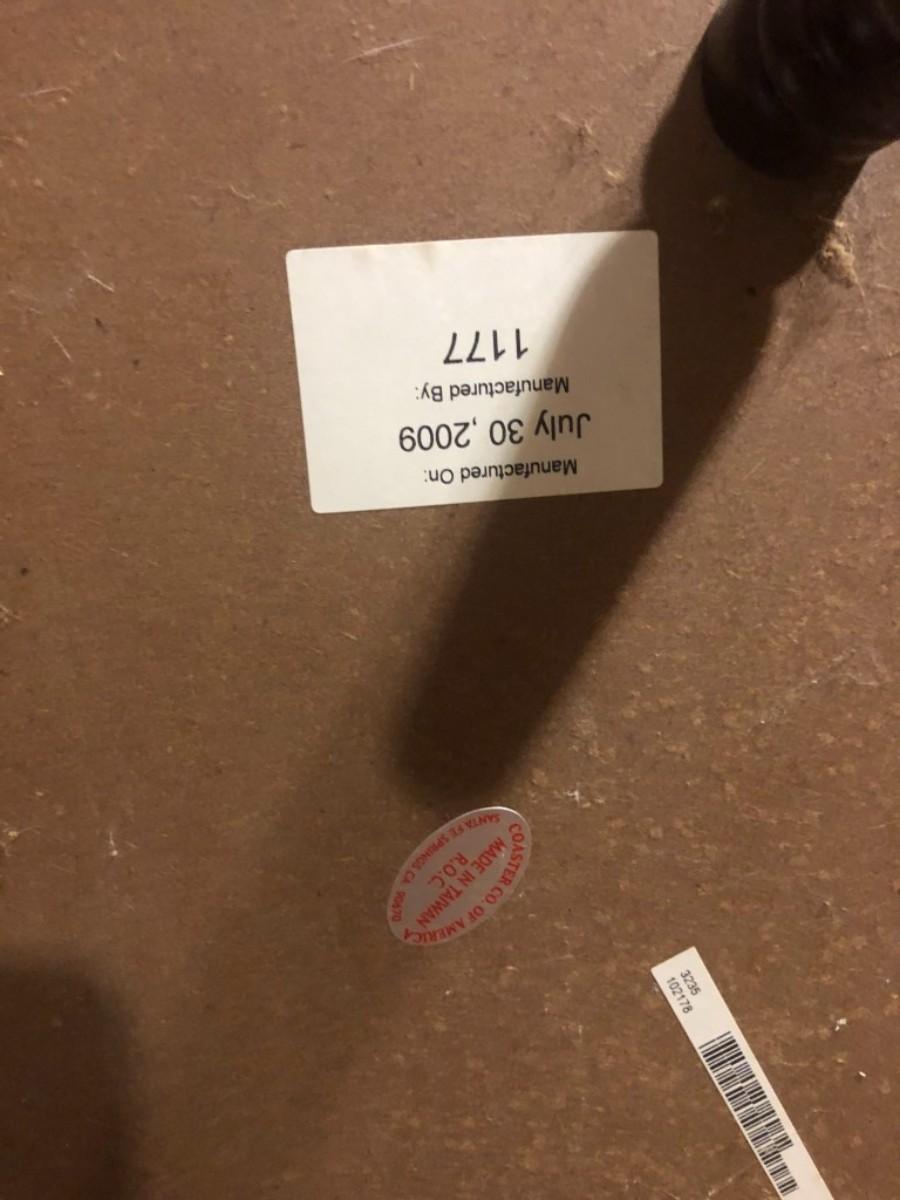 Manufactured On:
July 30,2009
Manufactured By:
1177
COASTER CO. OF AMERICA
MADE IN TAIWAN
R.O.C.
SANTA FE SPRINGS, CA 90670
3235
102178